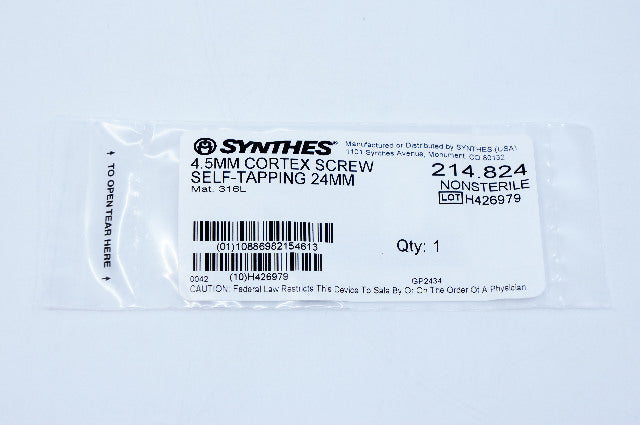 TO OPEN TEAR HERE
SYNTHES®
Manufactured or Distributed by SYNTHES (USA)
1101 Synthes Avenue, Monument, CO 80132
4.5MM CORTEX SCREW
SELF-TAPPING 24MM
Mat. 316L
214.824
NONSTERILE
LOT H426979
(01)10886982154613
Qty: 1
(10)H426979
0042
GP2434
CAUTION: Federal Law Restricts This Device To Sale By Or On The Order Of A Physician.